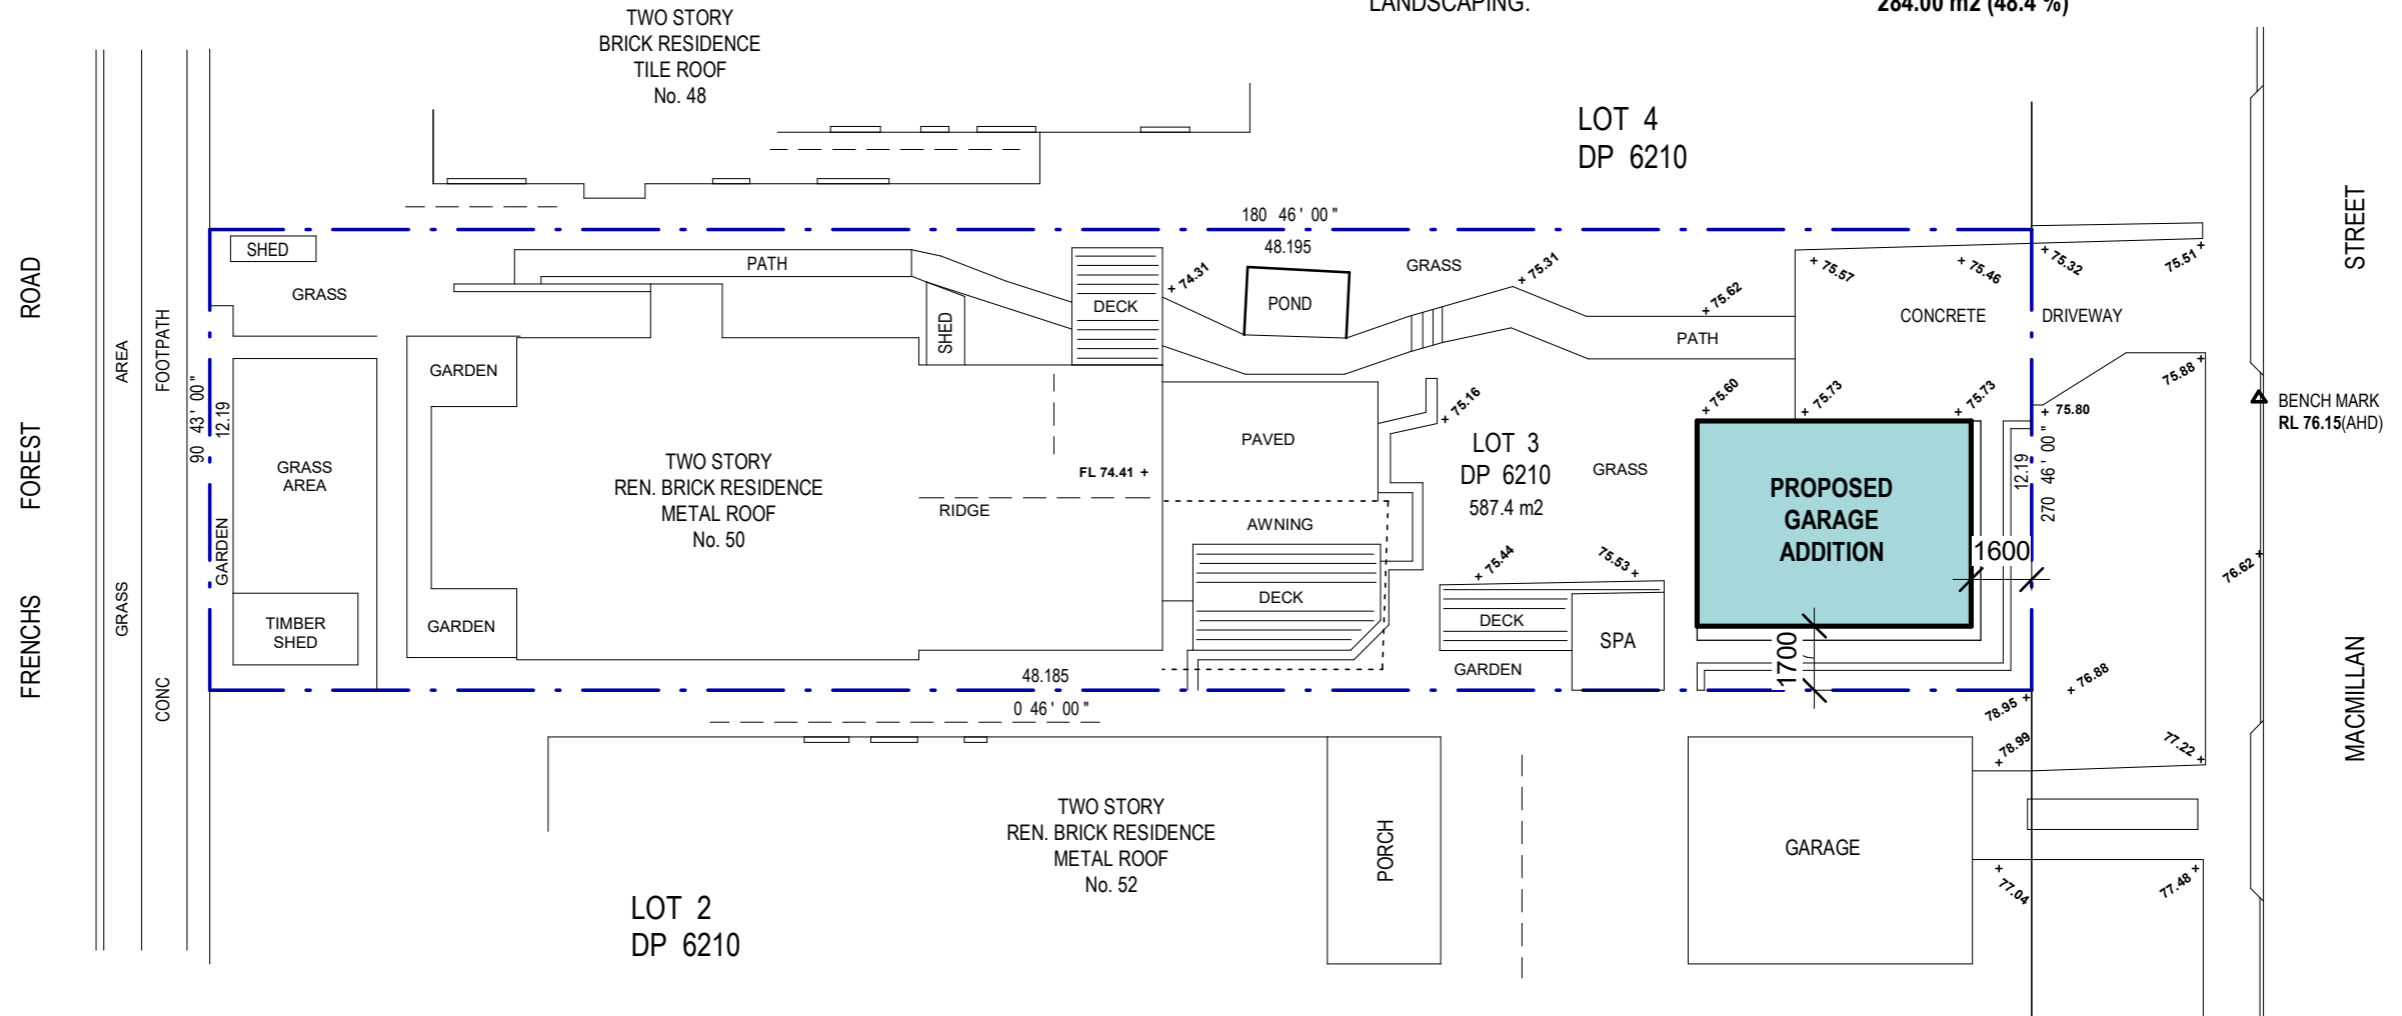 LANDSCAPING:
284.00 m2 (48.4 %)
TWO STORY
BRICK RESIDENCE
TILE ROOF
No. 48
LOT 4
DP 6210
180 46 ' 00 "
48.195
SHED
PATH
GRASS
DECK
+ 74.31
POND
GRASS
+ 75.31
+ 75.57
+ 75.46
+ 75.32
75.51 +
STREET
ROAD
AREA
FOOTPATH
SHED
+ 75.62
PATH
CONCRETE
DRIVEWAY
GARDEN
90 43 ' 00 "
12.19
+ 75.16
+ 75.60
+ 75.73
+ 75.73
+ 75.80
75.88 +
BENCH MARK
RL 76.15(AHD)
FOREST
GRASS
AREA
TWO STORY
REN. BRICK RESIDENCE
METAL ROOF
No. 50
FL 74.41 +
RIDGE
PAVED
AWNING
LOT 3
DP 6210
587.4 m2
GRASS
PROPOSED
GARAGE
ADDITION
12.19
270 46 ' 00 "
1600
76.62 +
GARDEN
FRENCHS
GRASS
TIMBER
SHED
GARDEN
DECK
+ 75.44
75.53 +
DECK
SPA
GARDEN
1700
CONC
48.185
0 46 ' 00 "
+ 76.88
78.95 +
78.99
+
77.22 +
MACMILLAN
TWO STORY
REN. BRICK RESIDENCE
METAL ROOF
No. 52
PORCH
GARAGE
+ 77.04
77.48 +
LOT 2
DP 6210